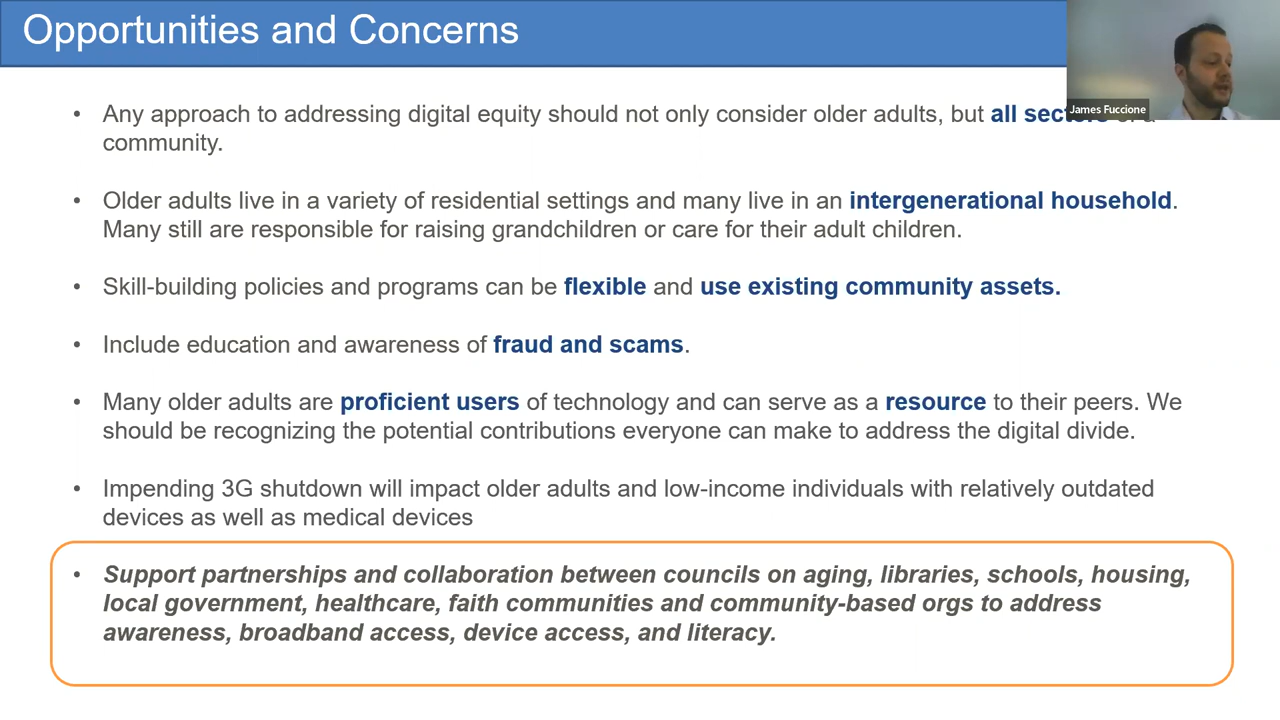 Opportunities and Concerns
James Fuccione
• Any approach to addressing digital equity should not only consider older adults, but all sectors of a
community.
• Older adults live in a variety of residential settings and many live in an intergenerational household.
Many still are responsible for raising grandchildren or care for their adult children.
• Skill-building policies and programs can be flexible and use existing community assets.
• Include education and awareness of fraud and scams.
• Many older adults are proficient users of technology and can serve as a resource to their peers. We
should be recognizing the potential contributions everyone can make to address the digital divide.
• Impending 3G shutdown will impact older adults and low-income individuals with relatively outdated
devices as well as medical devices
• Support partnerships and collaboration between councils on aging, libraries, schools, housing,
local government, healthcare, faith communities and community-based orgs to address
awareness, broadband access, device access, and literacy.